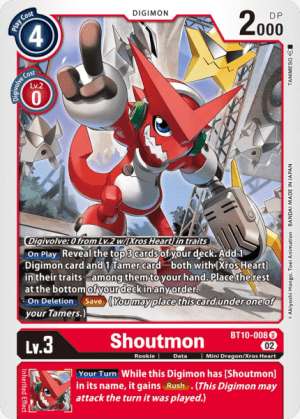 Play Cost
4
DIGIMON
2000
DP
Digivolve Cost
Lv.2
0
[Digivolve: 0 from Lv.2 w/[Xros Heart] in traits
On Play Reveal the top 3 cards of your deck. Add 1
Digimon card and 1 Tamer card—both with [Xros Heart]
in their traits—among them to your hand. Place the rest
at the bottom of your deck in any order.
On Deletion Save (You may place this card under one of
your Tamers.)
BT10-008 U
Shoutmon
02
Lv.3
Rookie | Data | Mini Dragon/Xros Heart
Inherited Effect
Your Turn While this Digimon has [Shoutmon]
in its name, it gains Rush. (This Digimon may
attack the turn it was played.)